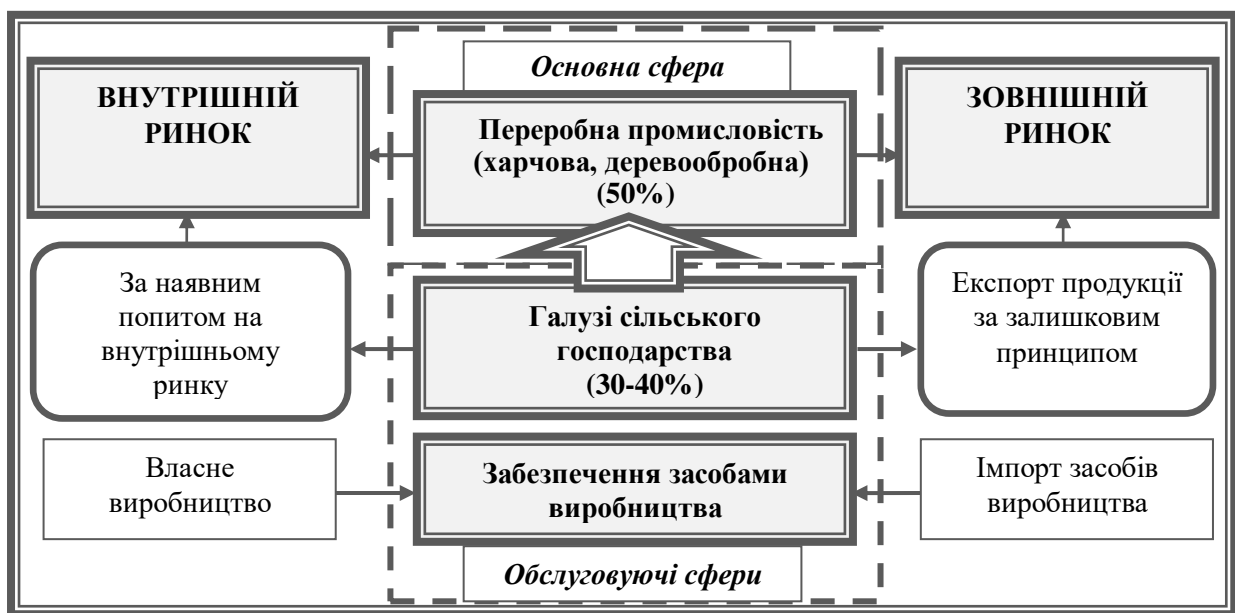 Основна сфера
ВНУТРІШНІЙ
РИНОК
Переробна промисловість
(харчова, деревообробна)
(50%)
ЗОВНІШНІЙ
РИНОК
За наявним
попитом на
внутрішньому
ринку
Галузі сільського
господарства
(30-40%)
Експорт продукції
за залишковим
принципом
Власне
виробництво
Забезпечення засобами
виробництва
Імпорт засобів
виробництва
Обслуговуючі сфери